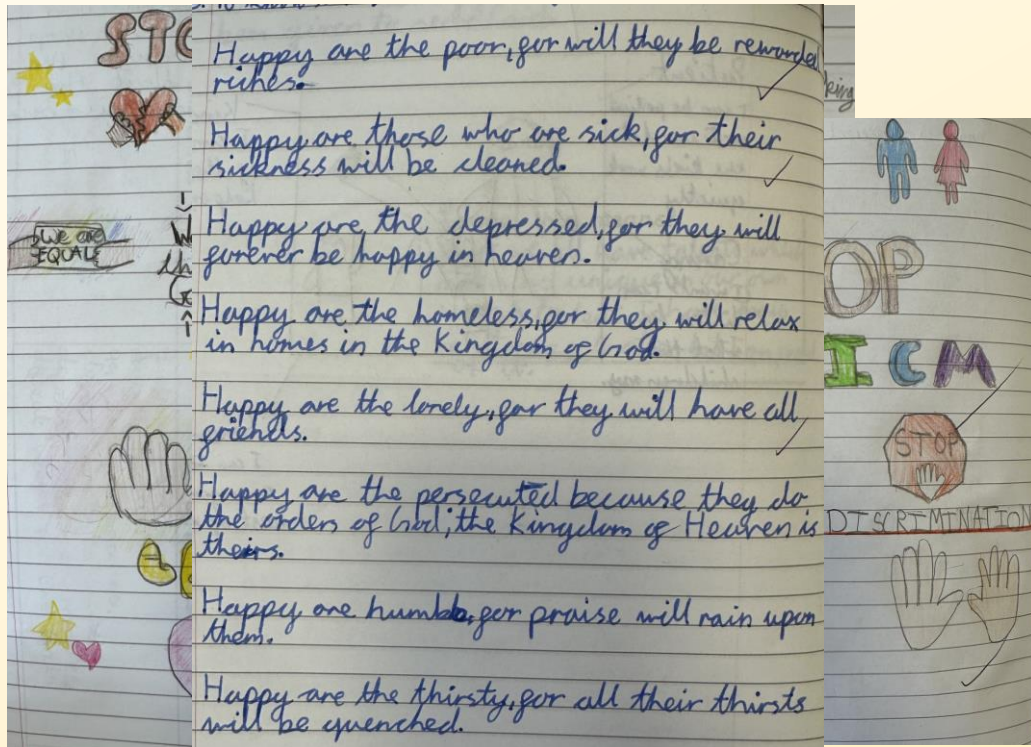 STO
WE ARE
EQUAL
Happy are the poor, for will they be rewarded
riches.
Happy are those who are sick, for their
sickness will be cleaned.
Happy are the depressed, for they will
forever be happy in heaven.
Happy are the homeless, for they will relax
in homes in the Kingdom of God.
Happy are the lonely, for they will have all
friends.
Happy are the persecuted because they do
the orders of God; the Kingdom of Heaven is
theirs.
Happy are humble, for praise will rain upon
them.
Happy are the thirsty, for all their thirsts
will be quenched.
OP
ICM
STOP
DISCRIMINATION